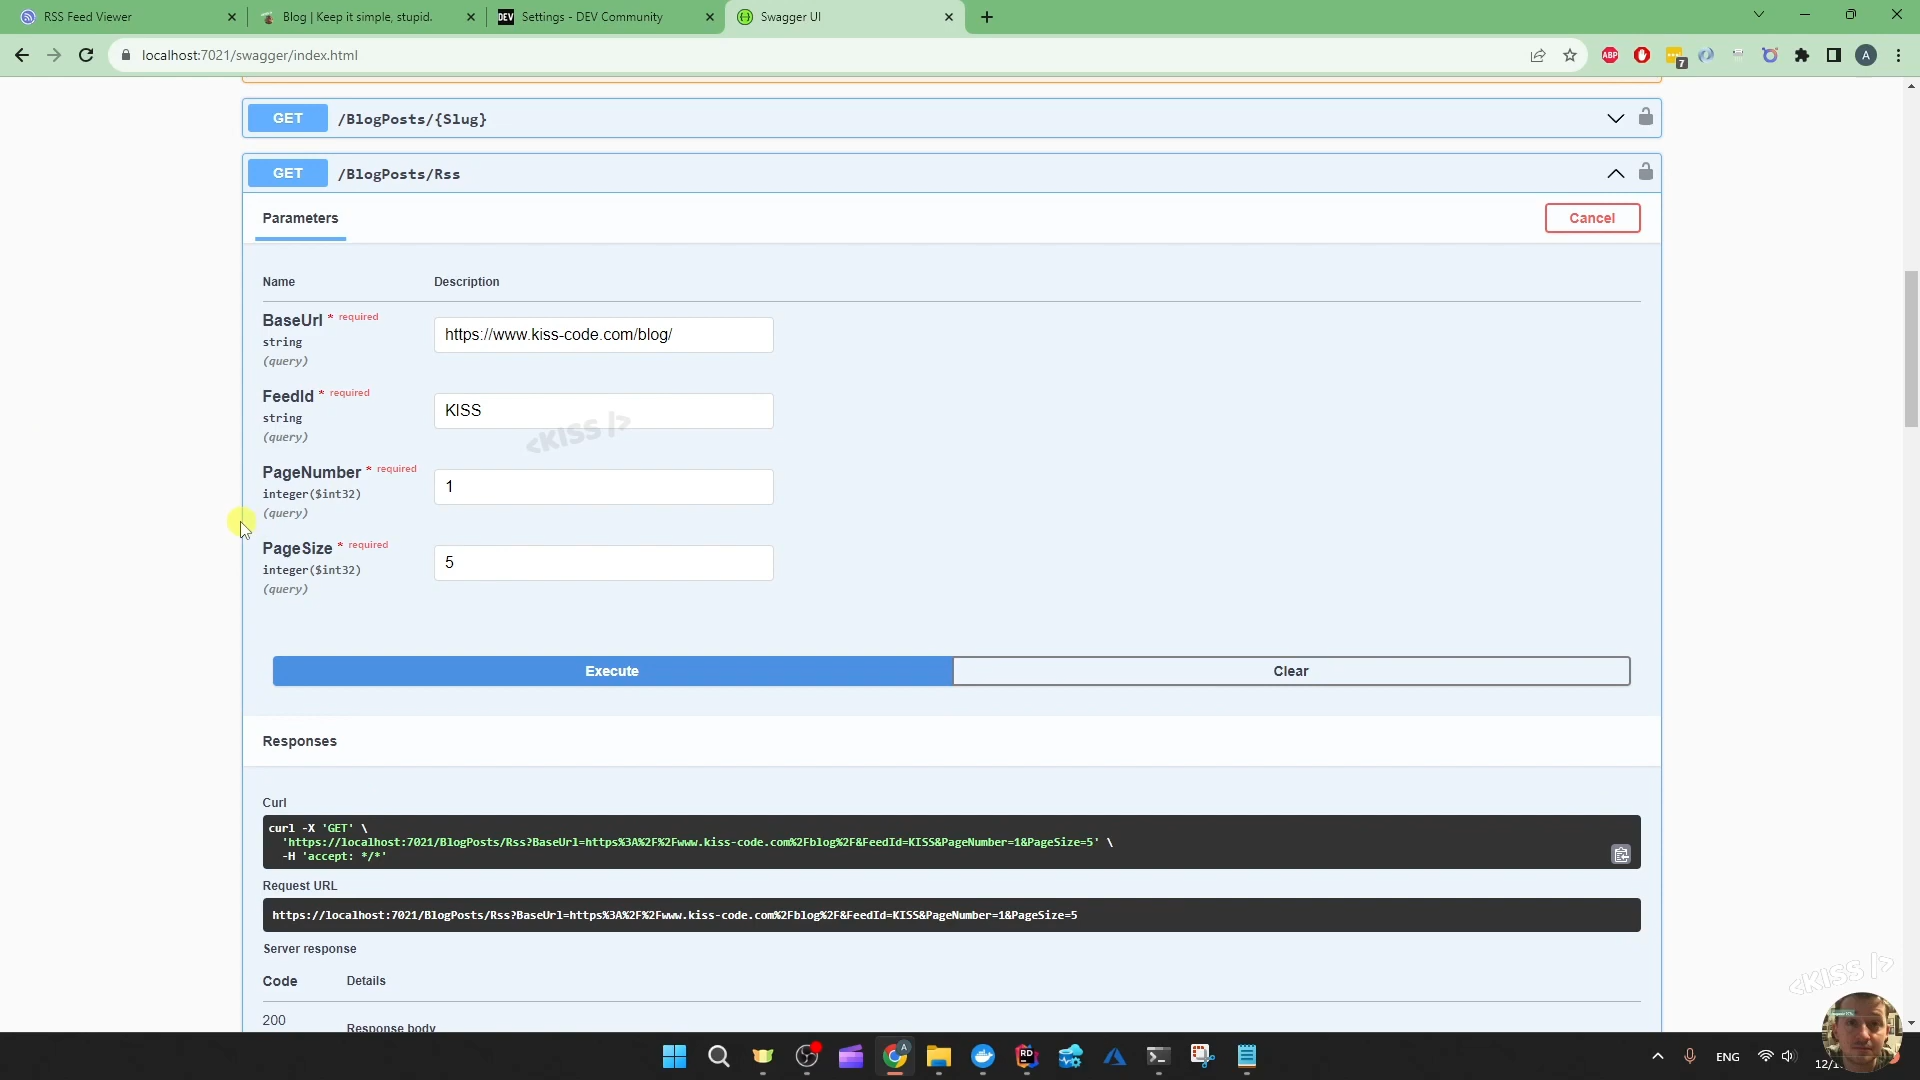 RSS Feed Viewer
Blog | Keep it simple, stupid.
DEV Settings - DEV Community
Swagger UI
localhost:7021/swagger/index.html
ABP
7
A
GET /BlogPosts/{Slug}
GET /BlogPosts/Rss
Parameters
Cancel
Name Description
BaseUrl * required
string
(query)
https://www.kiss-code.com/blog/
FeedId * required
string
(query)
KISS
<KISS />
PageNumber * required
integer($int32)
(query)
1
PageSize * required
integer($int32)
(query)
5
Execute Clear
Responses
Curl
curl -X 'GET' \
'https://localhost:7021/BlogPosts/Rss?BaseUrl=https%3A%2F%2Fwww.kiss-code.com%2Fblog%2F&FeedId=KISS&PageNumber=1&PageSize=5' \
-H 'accept: */*'
Request URL
https://localhost:7021/BlogPosts/Rss?BaseUrl=https%3A%2F%2Fwww.kiss-code.com%2Fblog%2F&FeedId=KISS&PageNumber=1&PageSize=5
Server response
Code Details
200
Response body
<KISS />
A
RD
ENG